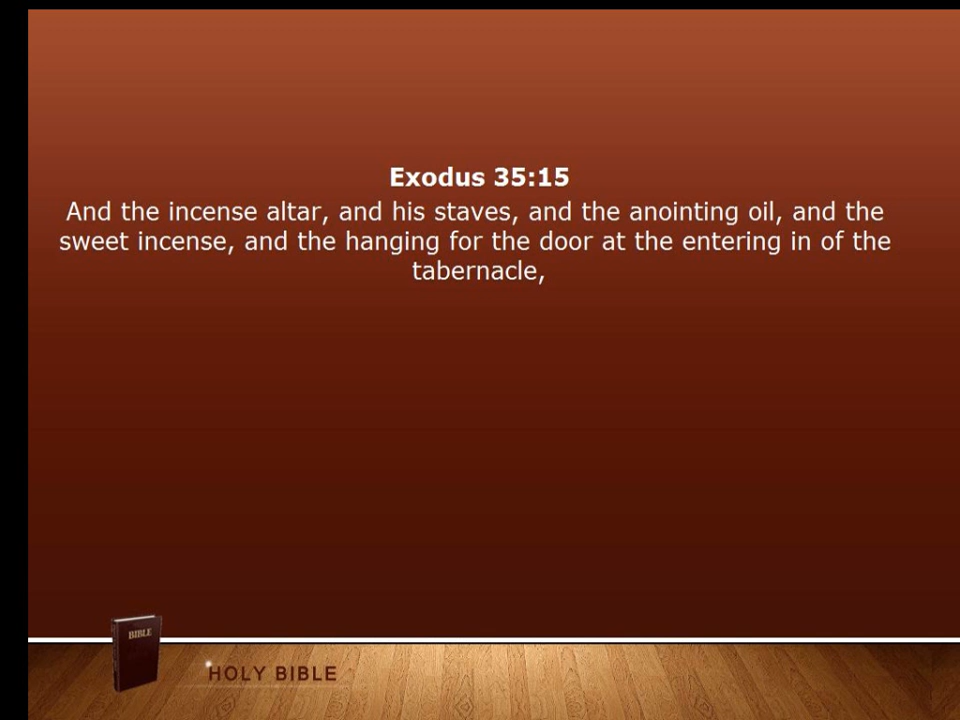 Exodus 35:15
And the incense altar, and his staves, and the anointing oil, and the
sweet incense, and the hanging for the door at the entering in of the
tabernacle,
BIBLE
HOLY BIBLE